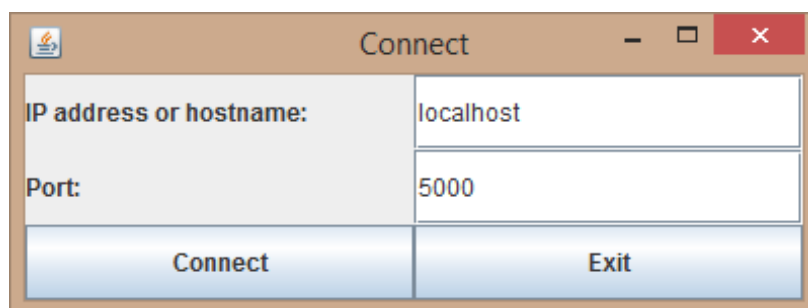 Connect
IP address or hostname: localhost
Port: 5000
Connect Exit